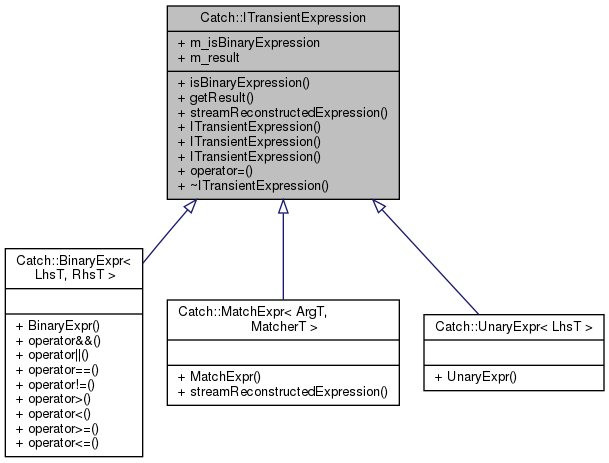 Catch::ITransientExpression
+ m_isBinaryExpression
+ m_result
+ isBinaryExpression()
+ getResult()
+ streamReconstructedExpression()
+ ITransientExpression()
+ ITransientExpression()
+ ITransientExpression()
+ operator=()
+ ~ITransientExpression()
Catch::BinaryExpr<
LhsT, RhsT >
+ BinaryExpr()
+ operator&&()
+ operator||()
+ operator==()
+ operator!=()
+ operator>()
+ operator<()
+ operator>=()
+ operator<=()
Catch::MatchExpr< ArgT,
MatcherT >
+ MatchExpr()
+ streamReconstructedExpression()
Catch::UnaryExpr< LhsT >
+ UnaryExpr()